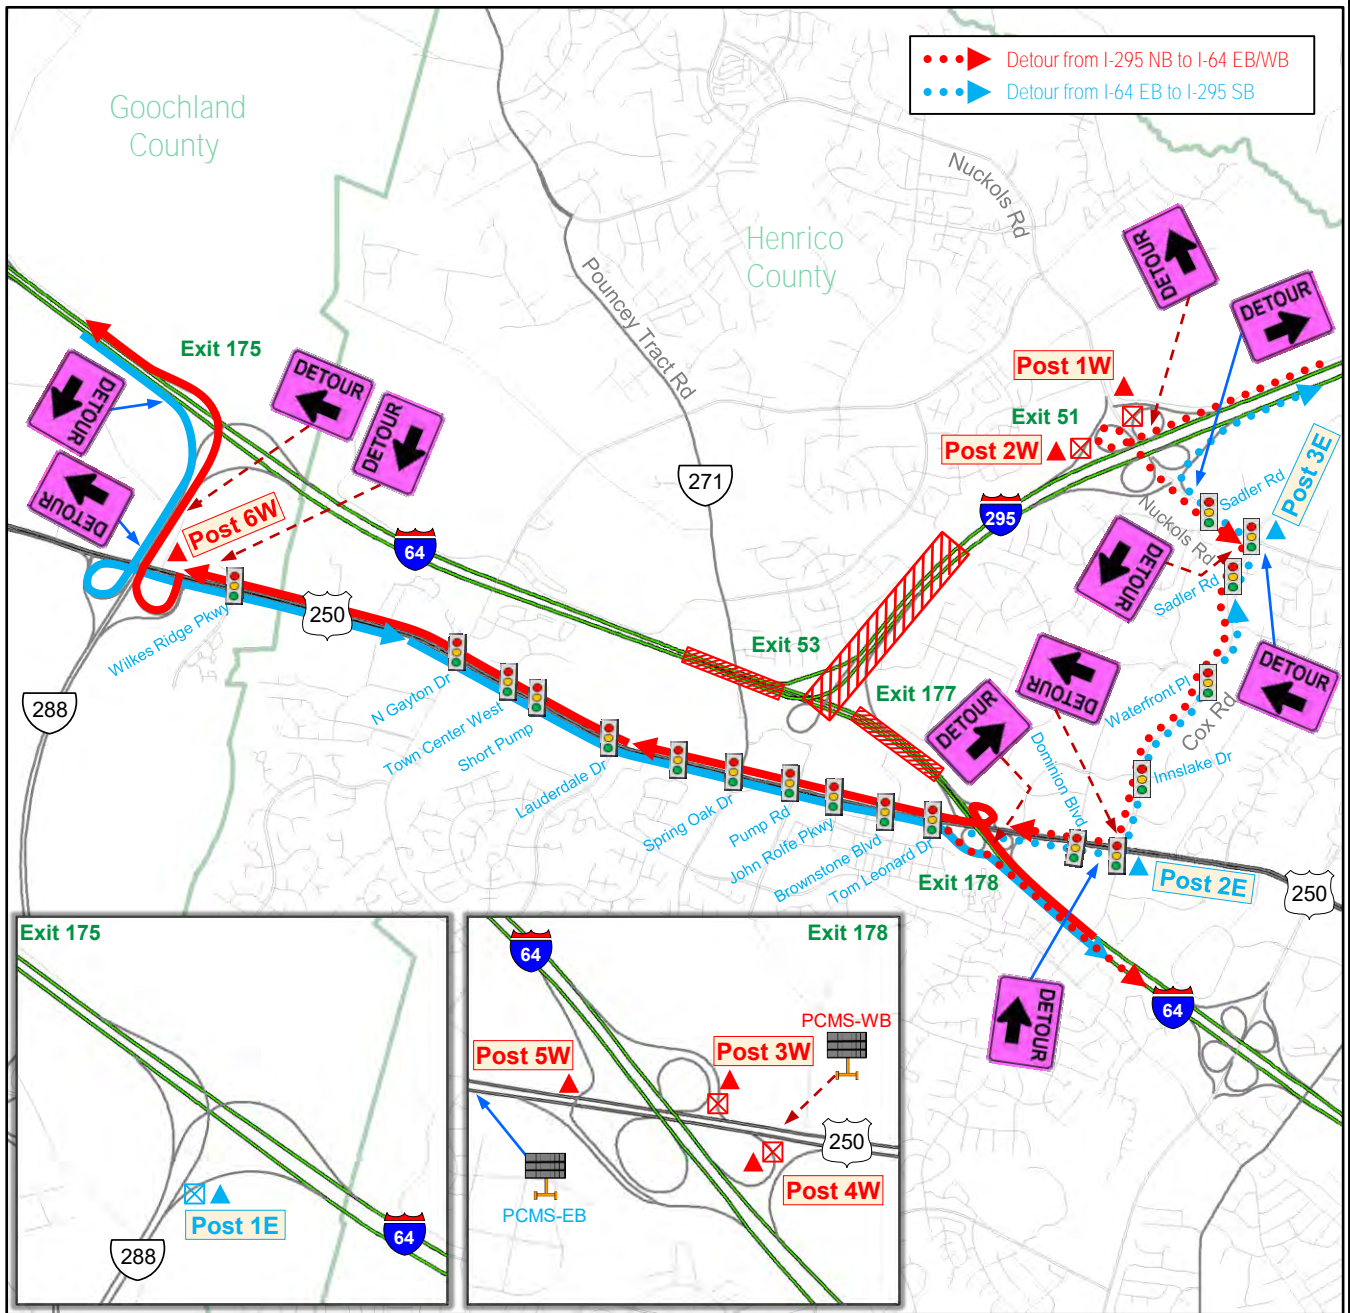 Detour from I-295 NB to I-64 EB/WB
Detour from I-64 EB to I-295 SB
Goochland
County
Henrico
County
Nuckols Rd
Pouncey Tract Rd
DETOUR
DETOUR
Exit 175
DETOUR
DETOUR
DETOUR
DETOUR
Post 1W
Exit 51
Post 2W
Post 3E
Sadler Rd
Nuckols Rd
Sadler Rd
271
295
64
Post 6W
250
Wilkes Ridge Pkwy
288
DETOUR
DETOUR
DETOUR
DETOUR
Exit 53
Exit 177
N Gayton Dr
Town Center West
Short Pump
Lauderdale Dr
Spring Oak Dr
Pump Rd
John Rolfe Pkwy
Brownstone Blvd
Tom Leonard Dr
Dominion Blvd
Waterfront Pl
Cox Rd
Innslake Dr
Exit 178
Post 2E
250
DETOUR
64
Exit 175
288
Post 1E
64
Exit 178
64
PCMS-WB
Post 5W
Post 3W
250
Post 4W
PCMS-EB